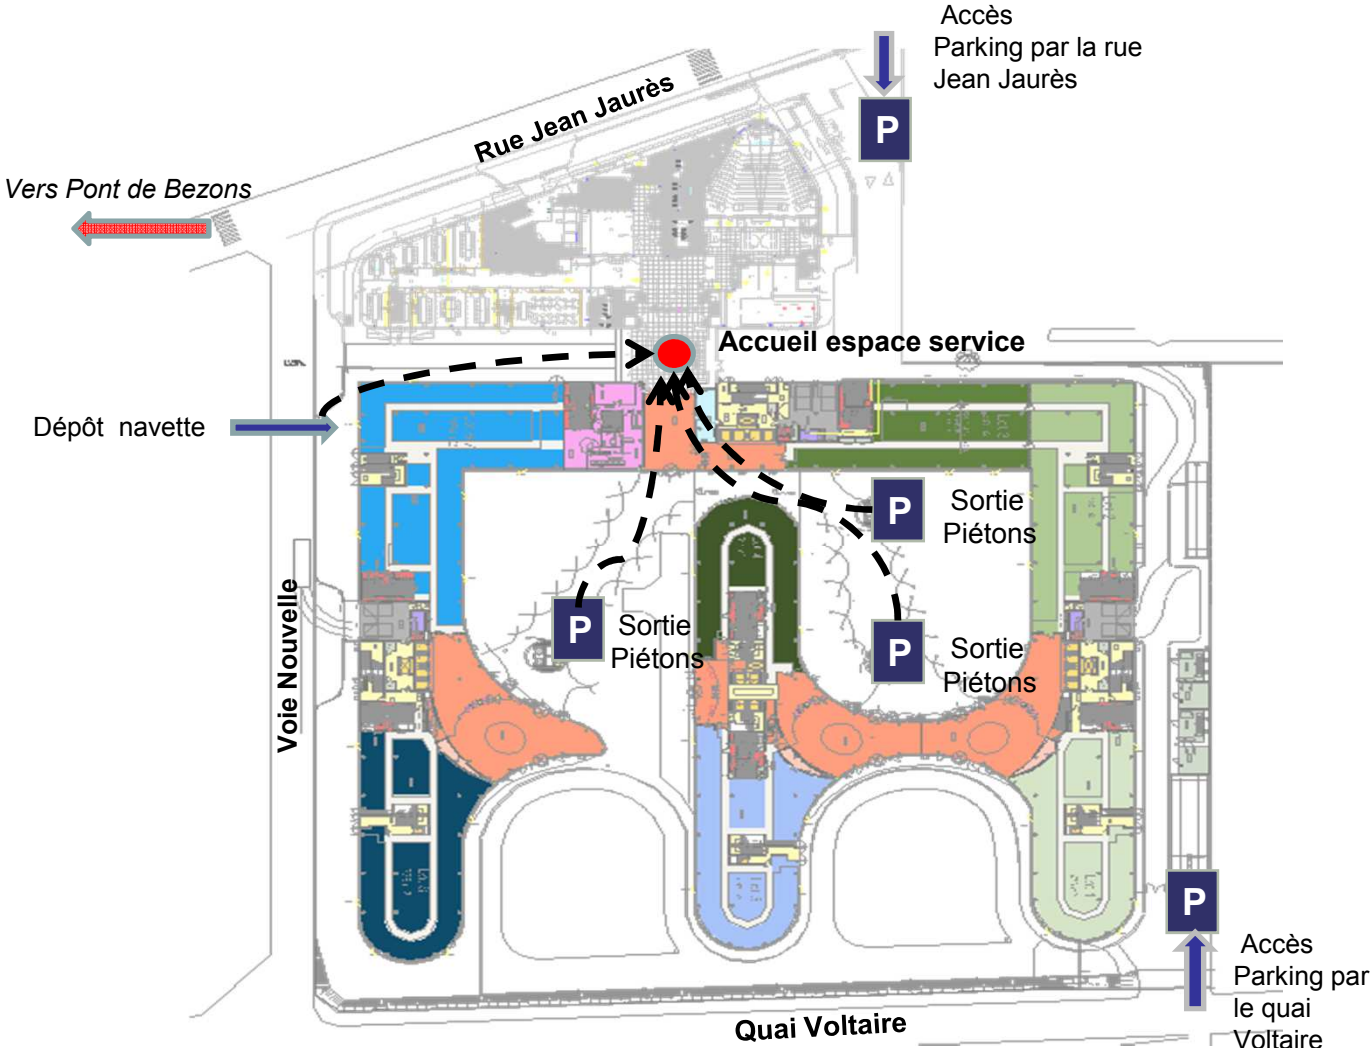 Accès
Parking par la rue
Jean Jaurès
P
Rue Jean Jaurès
Vers Pont de Bezons
Accueil espace service
Dépôt navette
P
Sortie
Piétons
P
Sortie
Piétons
P
Sortie
Piétons
Voie Nouvelle
P
Accès
Parking par
le quai
Voltaire
Quai Voltaire